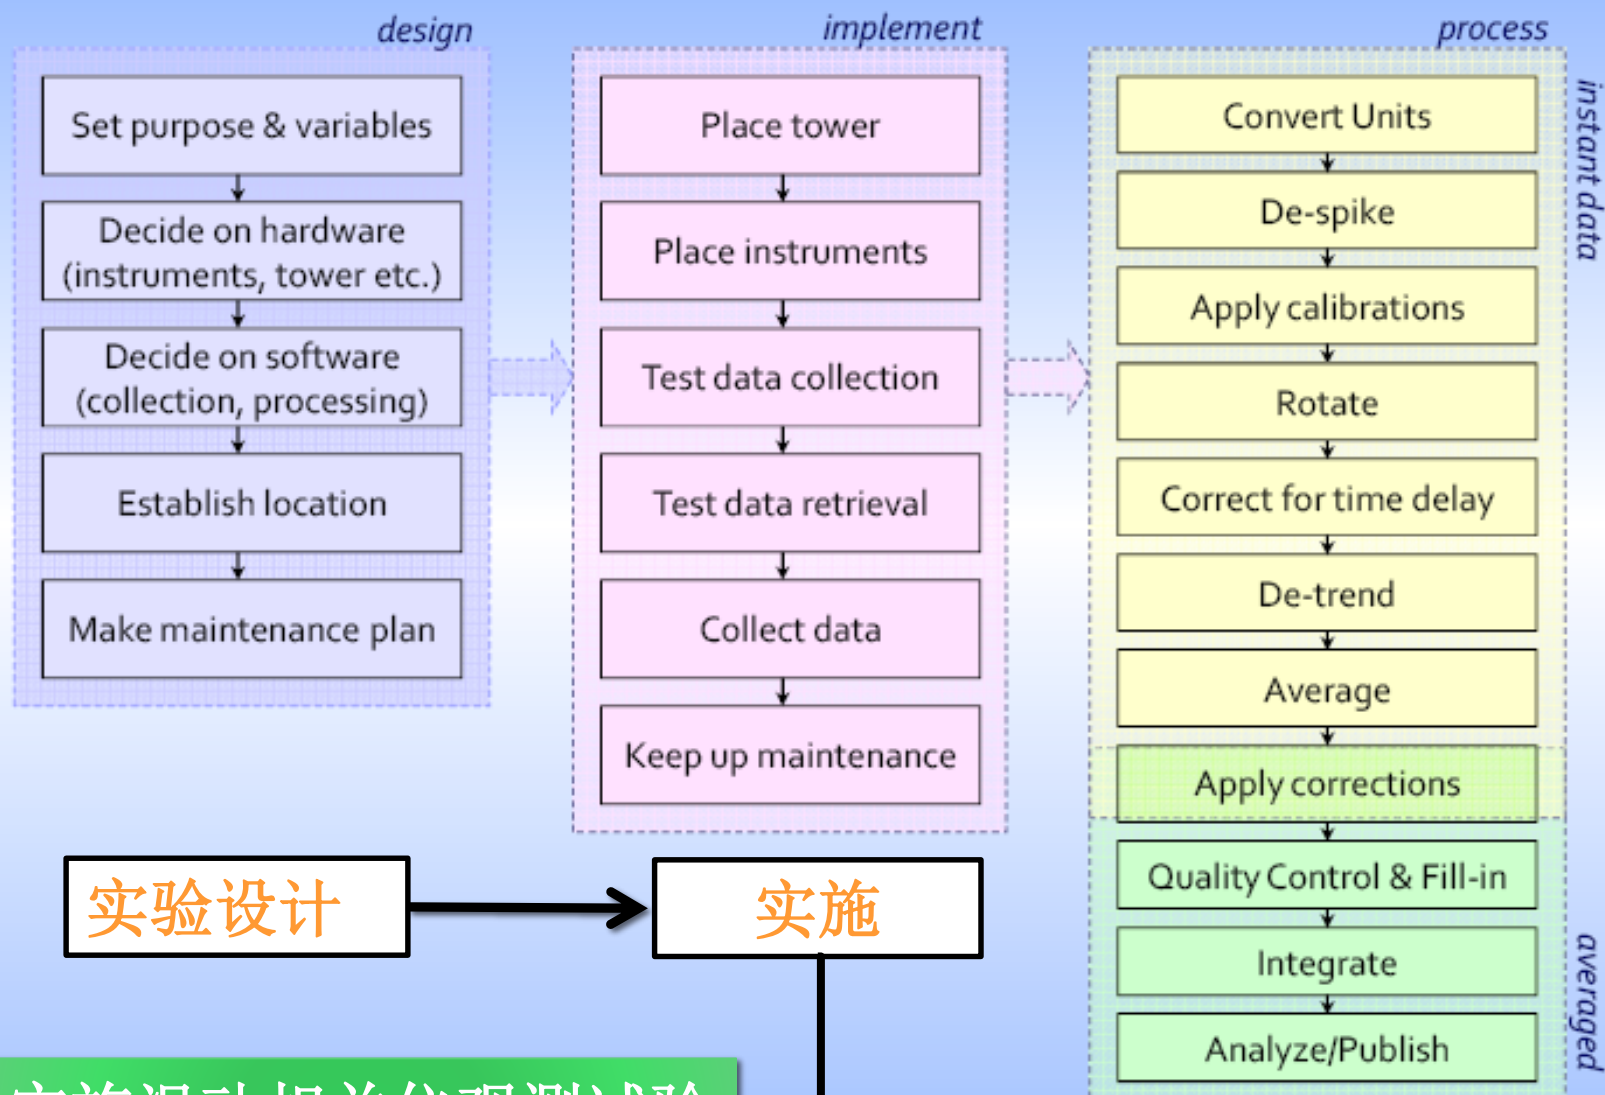 design
Set purpose & variables
Decide on hardware
(instruments, tower etc.)
Decide on software
(collection, processing)
Establish location
Make maintenance plan
implement
Place tower
Place instruments
Test data collection
Test data retrieval
Collect data
Keep up maintenance
process
instant data
Convert Units
De-spike
Apply calibrations
Rotate
Correct for time delay
De-trend
Average
Apply corrections
Quality Control & Fill-in
Integrate
Analyze/Publish
averaged
实验设计
实施